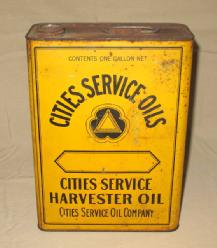 CONTENTS ONE GALLON NET
CITIES SERVICE OILS
CITIES SERVICE
HARVESTER OIL
CITIES SERVICE OIL COMPANY